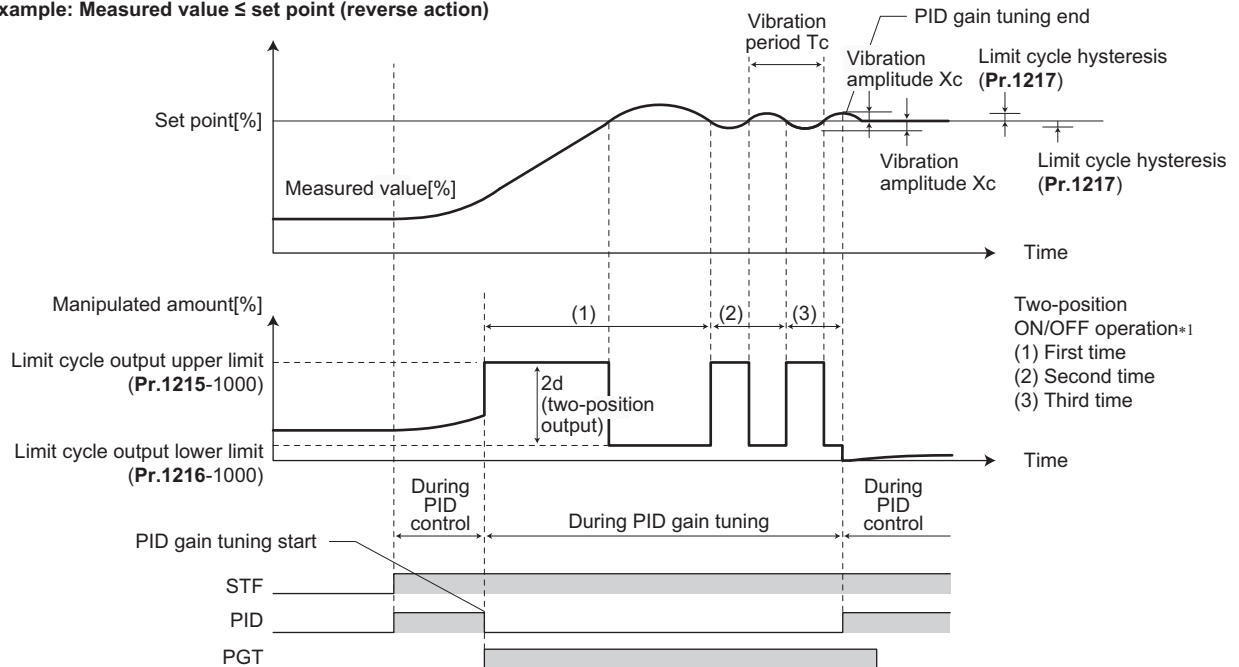 xample: Measured value ≤ set point (reverse action)
Vibration
period Tc
PID gain tuning end
Vibration
amplitude Xc
Limit cycle hysteresis
(Pr.1217)
Set point[%]
Measured value[%]
Vibration
amplitude Xc
Limit cycle hysteresis
(Pr.1217)
Time
Manipulated amount[%]
(1)
(2)
(3)
Two-position
ON/OFF operation*1
(1) First time
(2) Second time
(3) Third time
Limit cycle output upper limit
(Pr.1215-1000)
2d
(two-position
output)
Limit cycle output lower limit
(Pr.1216-1000)
Time
During
PID
control
During PID gain tuning
During
PID
control
PID gain tuning start
STF
PID
PGT